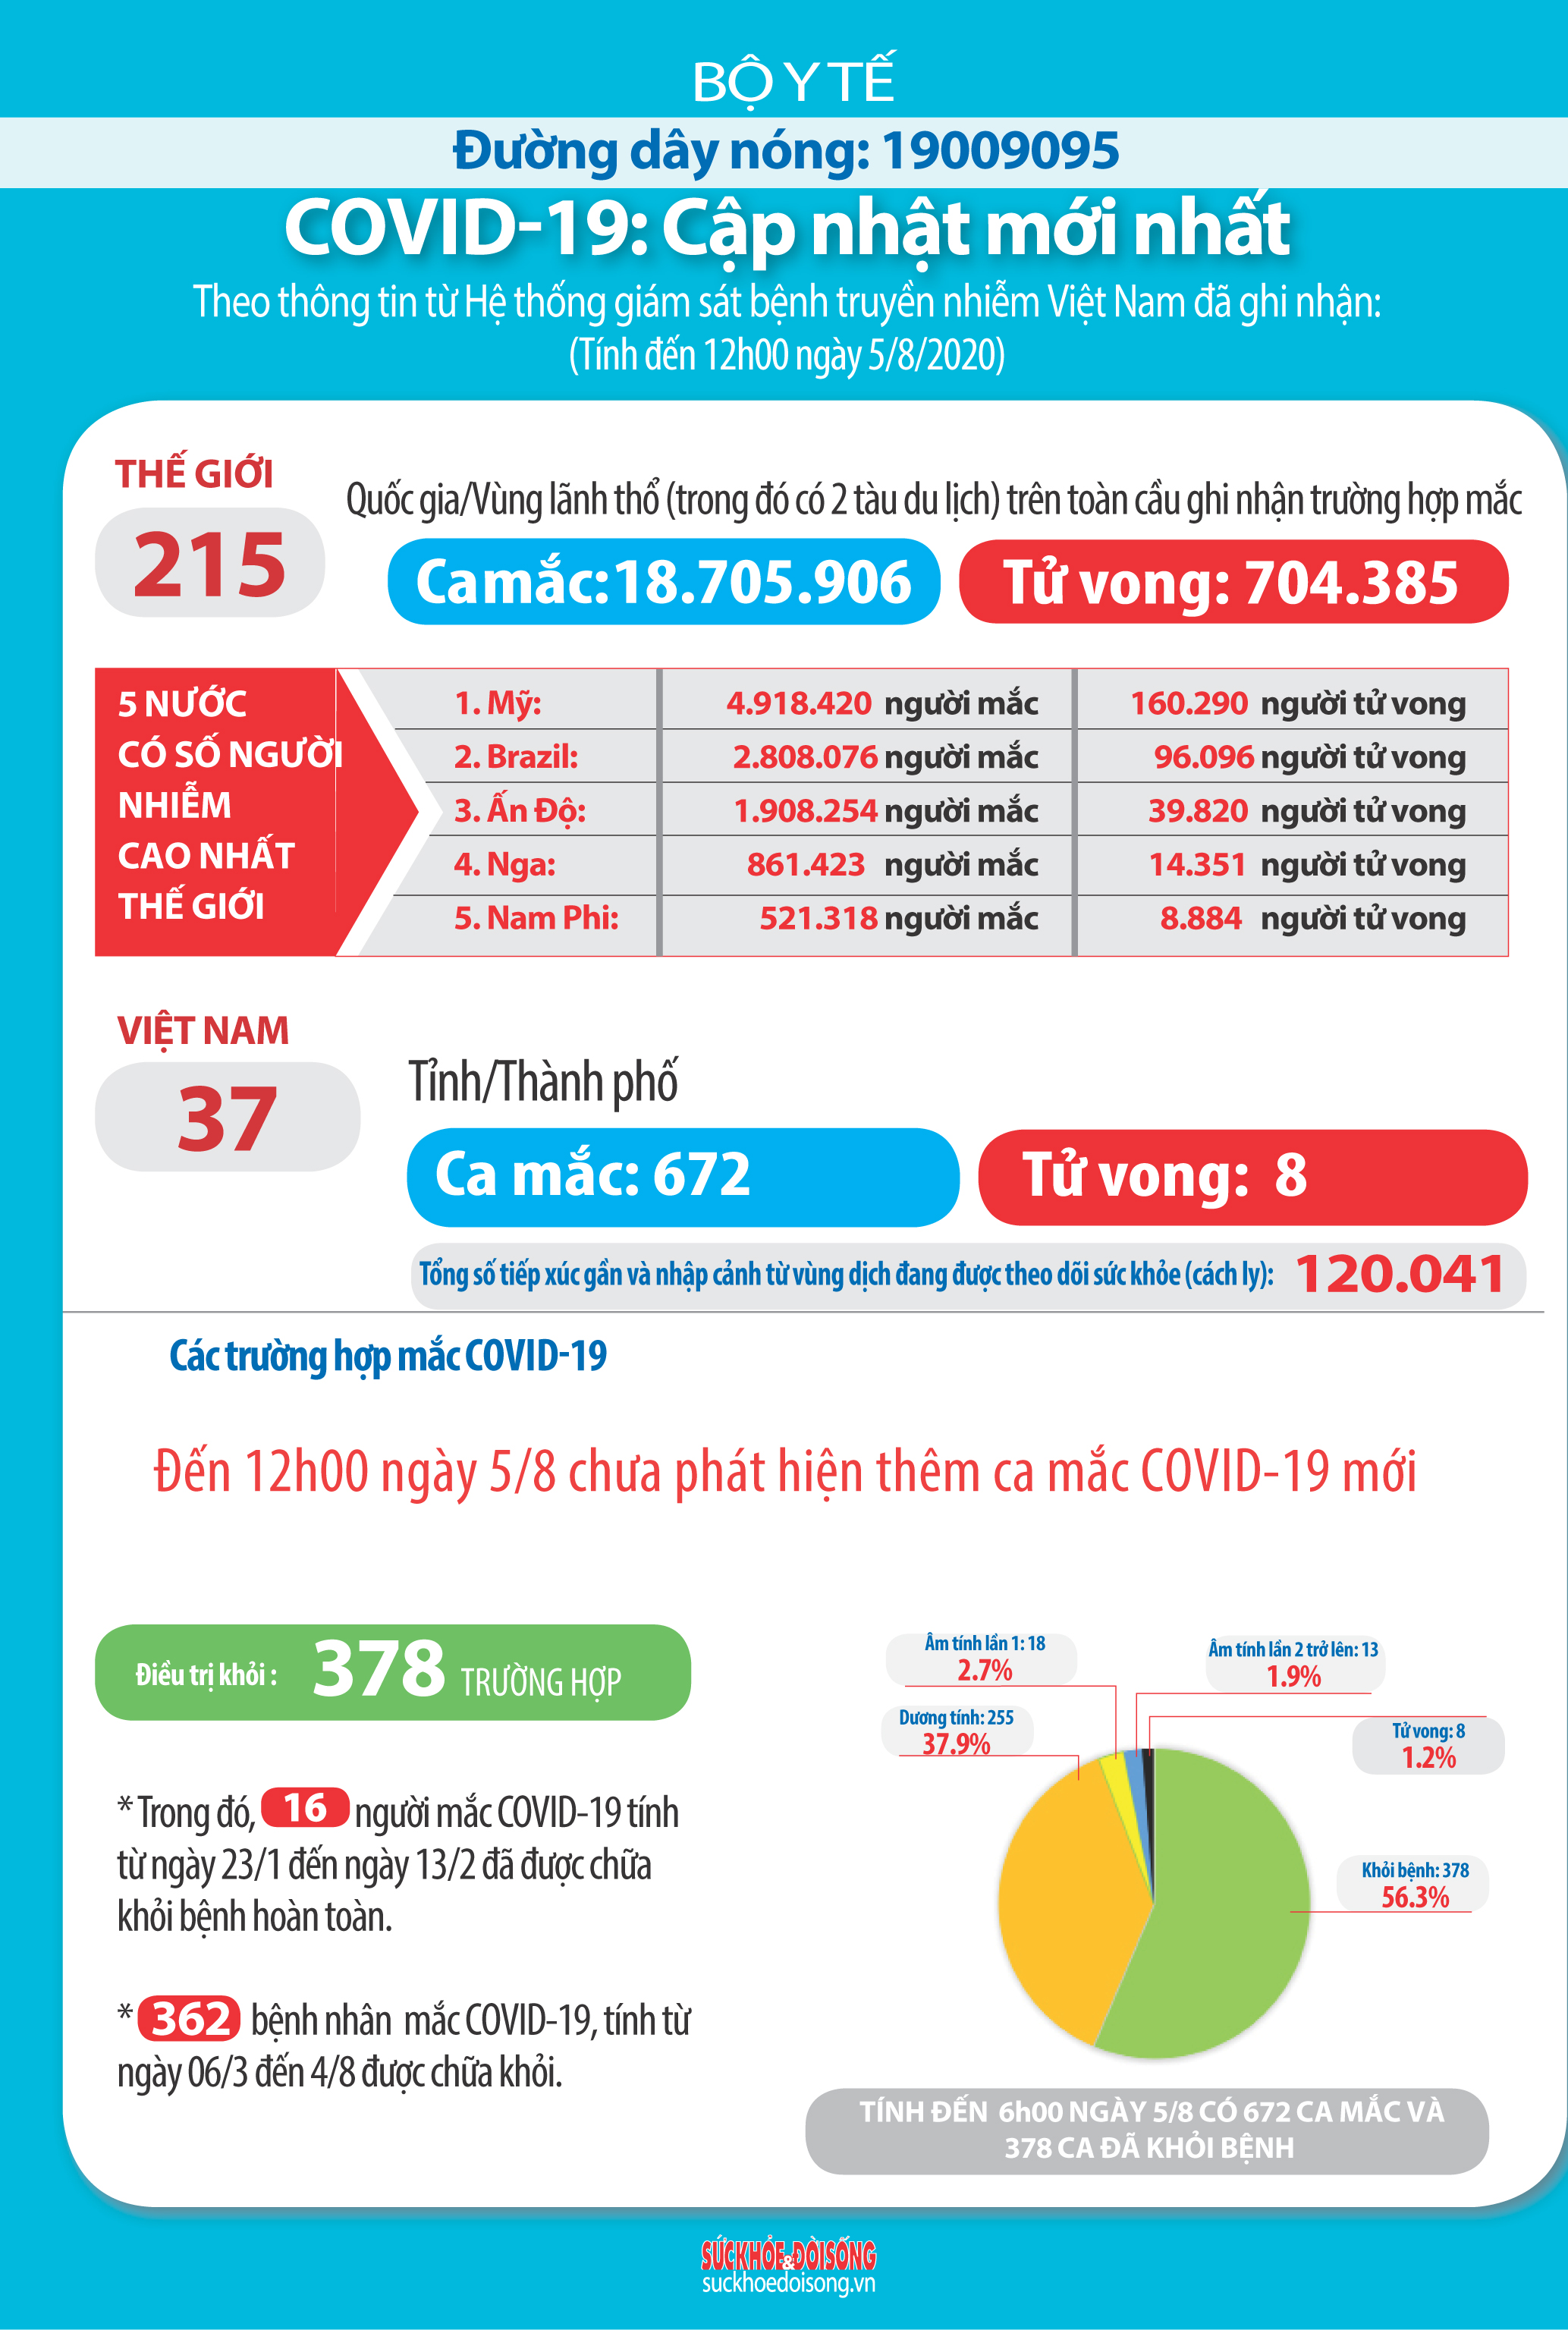 BỘ Y TẾ
Đường dây nóng: 19009095
COVID-19: Cập nhật mới nhất
Theo thông tin từ Hệ thống giám sát bệnh truyền nhiễm Việt Nam đã ghi nhận:
(Tính đến 12h00 ngày 5/8/2020)
THẾ GIỚI
215
Quốc gia/Vùng lãnh thổ (trong đó có 2 tàu du lịch) trên toàn cầu ghi nhận trường hợp mắc
Ca mắc: 18.705.906
Tử vong: 704.385
5 NƯỚC
CÓ SỐ NGƯỜI
NHIỄM
CAO NHẤT
THẾ GIỚI
1. Mỹ: 4.918.420 người mắc 160.290 người tử vong
2. Brazil: 2.808.076 người mắc 96.096 người tử vong
3. Ấn Độ: 1.908.254 người mắc 39.820 người tử vong
4. Nga: 861.423 người mắc 14.351 người tử vong
5. Nam Phi: 521.318 người mắc 8.884 người tử vong
VIỆT NAM
37
Tỉnh/Thành phố
Ca mắc: 672
Tử vong: 8
Tổng số tiếp xúc gần và nhập cảnh từ vùng dịch đang được theo dõi sức khỏe (cách ly): 120.041
Các trường hợp mắc COVID-19
Đến 12h00 ngày 5/8 chưa phát hiện thêm ca mắc COVID-19 mới
Điều trị khỏi : 378 TRƯỜNG HỢP
* Trong đó, 16 người mắc COVID-19 tính
từ ngày 23/1 đến ngày 13/2 đã được chữa
khỏi bệnh hoàn toàn.
* 362 bệnh nhân mắc COVID-19, tính từ
ngày 06/3 đến 4/8 được chữa khỏi.
Âm tính lần 1: 18
2.7%
Âm tính lần 2 trở lên: 13
1.9%
Dương tính: 255
37.9%
Tử vong: 8
1.2%
Khỏi bệnh: 378
56.3%
TÍNH ĐẾN 6h00 NGÀY 5/8 CÓ 672 CA MẮC VÀ
378 CA ĐÃ KHỎI BỆNH
SỨC KHỎE & ĐỜI SỐNG
suckhoedoisong.vn